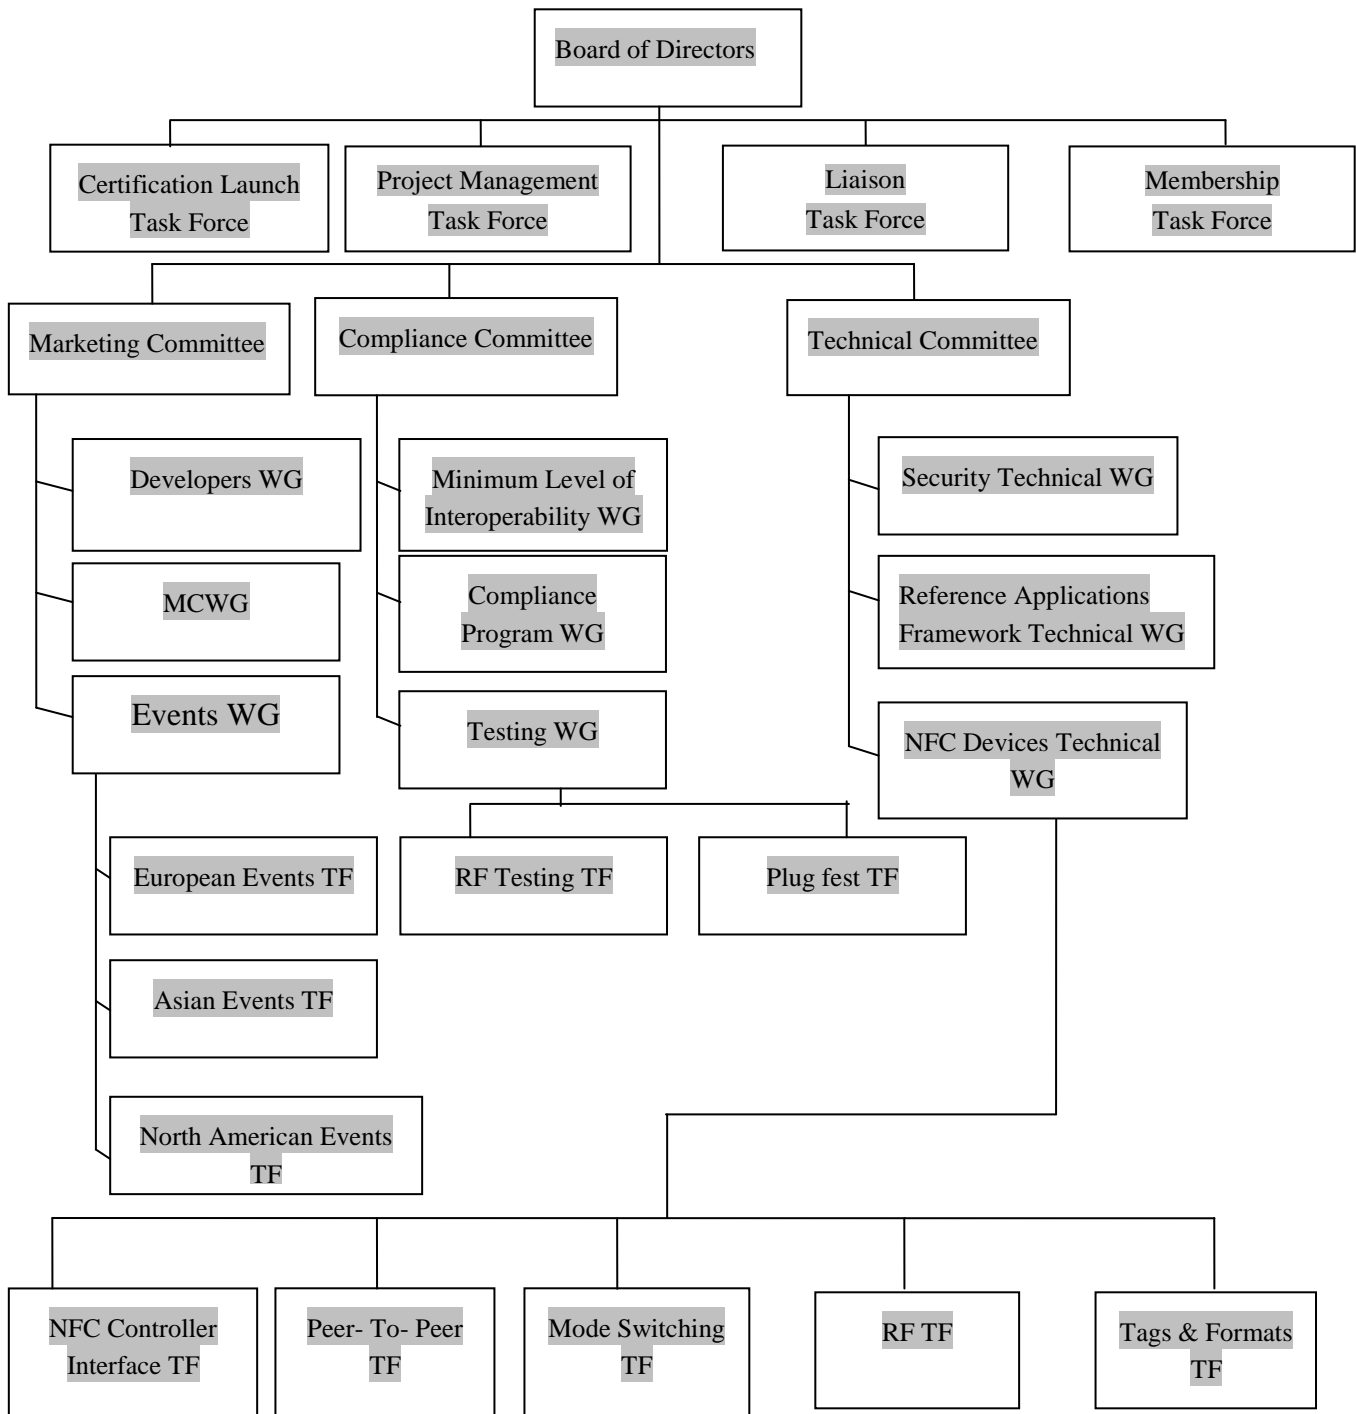 Board of Directors
Certification Launch
Task Force
Project Management
Task Force
Liaison
Task Force
Membership
Task Force
Marketing Committee
Compliance Committee
Technical Committee
Developers WG
MCWG
Events WG
European Events TF
Asian Events TF
North American Events
TF
Minimum Level of
Interoperability WG
Compliance
Program WG
Testing WG
RF Testing TF
Plug fest TF
Security Technical WG
Reference Applications
Framework Technical WG
NFC Devices Technical
WG
NFC Controller
Interface TF
Peer- To- Peer
TF
Mode Switching
TF
RF TF
Tags & Formats
TF